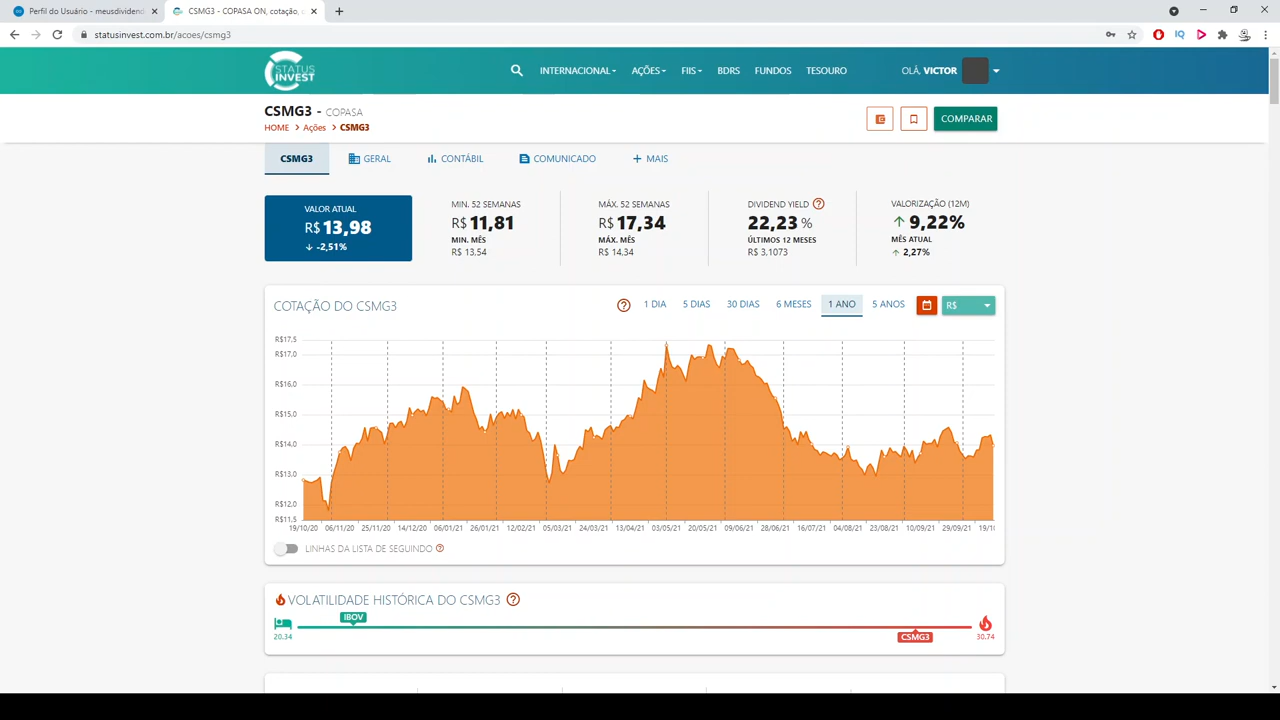 Perfil do Usuário - meusdividend
CSMG3 - COPASA ON, cotação,
statusinvest.com.br/acoes/csmg3
IQ
STATUS INVEST
INTERNACIONAL
AÇÕES
FIIS
BDRS
FUNDOS
TESOURO
OLÁ, VICTOR
CSMG3 - COPASA
HOME > Ações > CSMG3
COMPARAR
CSMG3
GERAL
CONTÁBIL
COMUNICADO
+ MAIS
VALOR ATUAL
R$ 13,98
-2,51%
MIN. 52 SEMANAS
R$ 11,81
MIN. MÊS
R$ 13,54
MÁX. 52 SEMANAS
R$ 17,34
MÁX. MÊS
R$ 14,34
DIVIDEND YIELD
22,23 %
ÚLTIMOS 12 MESES
R$ 3,1073
VALORIZAÇÃO (12M)
9,22%
MÊS ATUAL
2,27%
COTAÇÃO DO CSMG3
1 DIA
5 DIAS
30 DIAS
6 MESES
1 ANO
5 ANOS
R$
R$17.5
R$17.0
R$16.0
R$15.0
R$14.0
R$13.0
R$12.0
R$11.5
19/10/20 06/11/20 25/11/20 14/12/20 06/01/21 26/01/21 12/02/21 05/03/21 24/03/21 13/04/21 03/05/21 20/05/21 09/06/21 28/06/21 16/07/21 04/08/21 23/08/21 10/09/21 29/09/21 19/1
LINHAS DA LISTA DE SEGUINDO
VOLATILIDADE HISTÓRICA DO CSMG3
IBOV
20.34
CSMG3
30.74